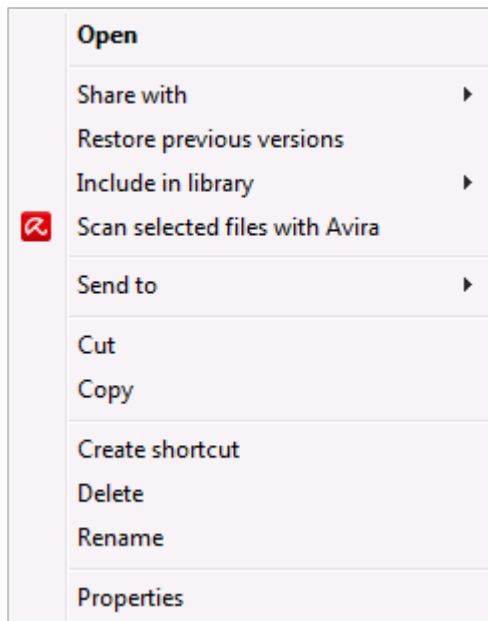 Open
Share with
Restore previous versions
Include in library
Scan selected files with Avira
Send to
Cut
Copy
Create shortcut
Delete
Rename
Properties